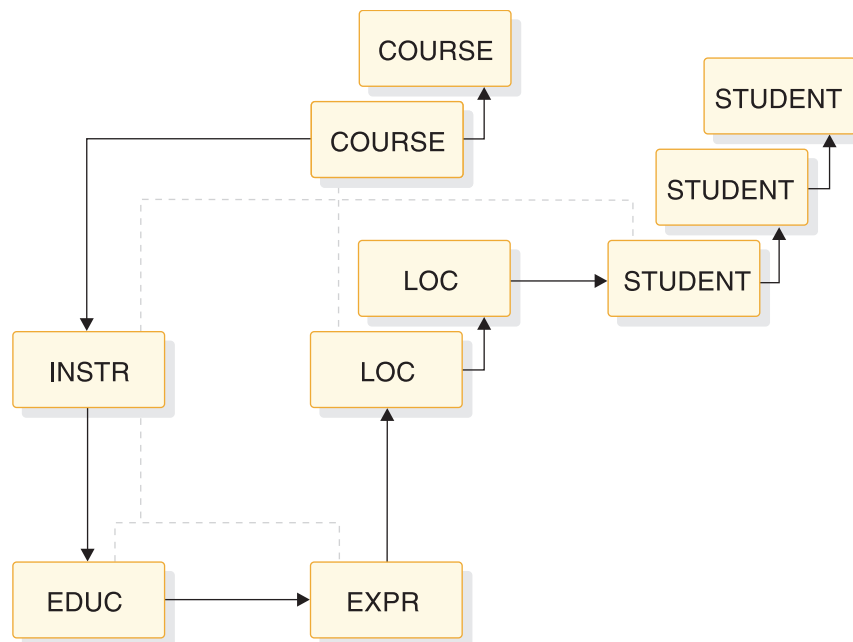 COURSE
STUDENT
COURSE
STUDENT
LOC
STUDENT
INSTR
LOC
EDUC
EXPR